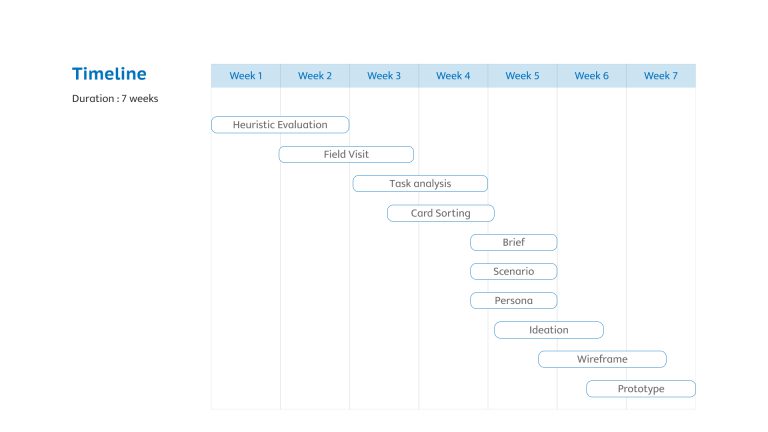 Timeline
Duration : 7 weeks
Week 1 Week 2 Week 3 Week 4 Week 5 Week 6 Week 7
Heuristic Evaluation
Field Visit
Task analysis
Card Sorting
Brief
Scenario
Persona
Ideation
Wireframe
Prototype